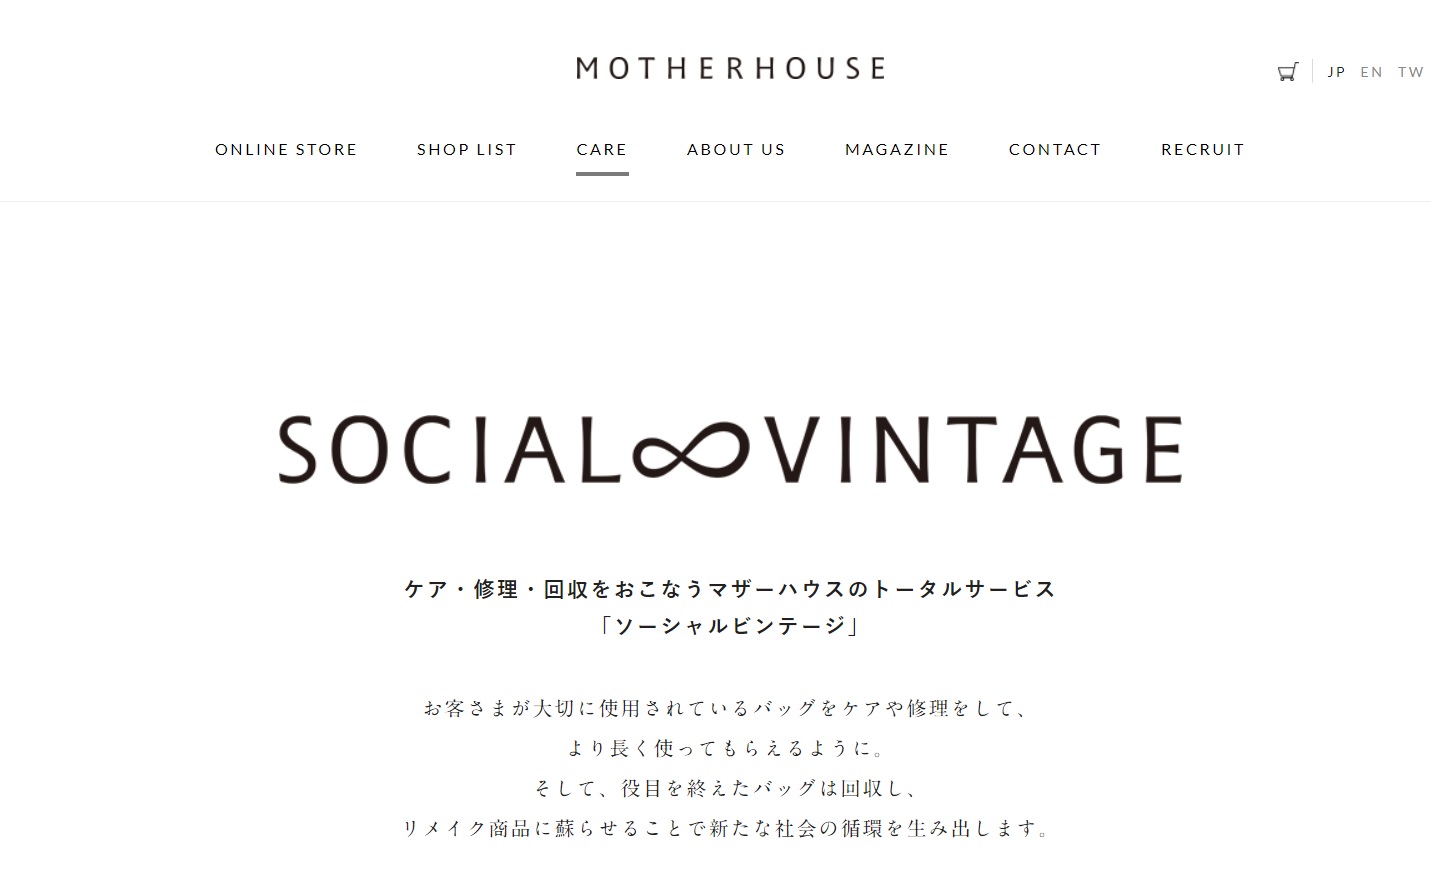 MOTHERHOUSE
JP EN TW
ONLINE STORE SHOP LIST CARE ABOUT US MAGAZINE CONTACT RECRUIT
SOCIAL∞VINTAGE
ケア・修理・回収をおこなうマザーハウスのトータルサービス
「ソーシャルビンテージ」
お客さまが大切に使用されているバッグをケアや修理をして、
より長く使ってもらえるように。
そして、役目を終えたバッグは回収し、
リメイク商品に蘇らせることで新たな社会の循環を生み出します。